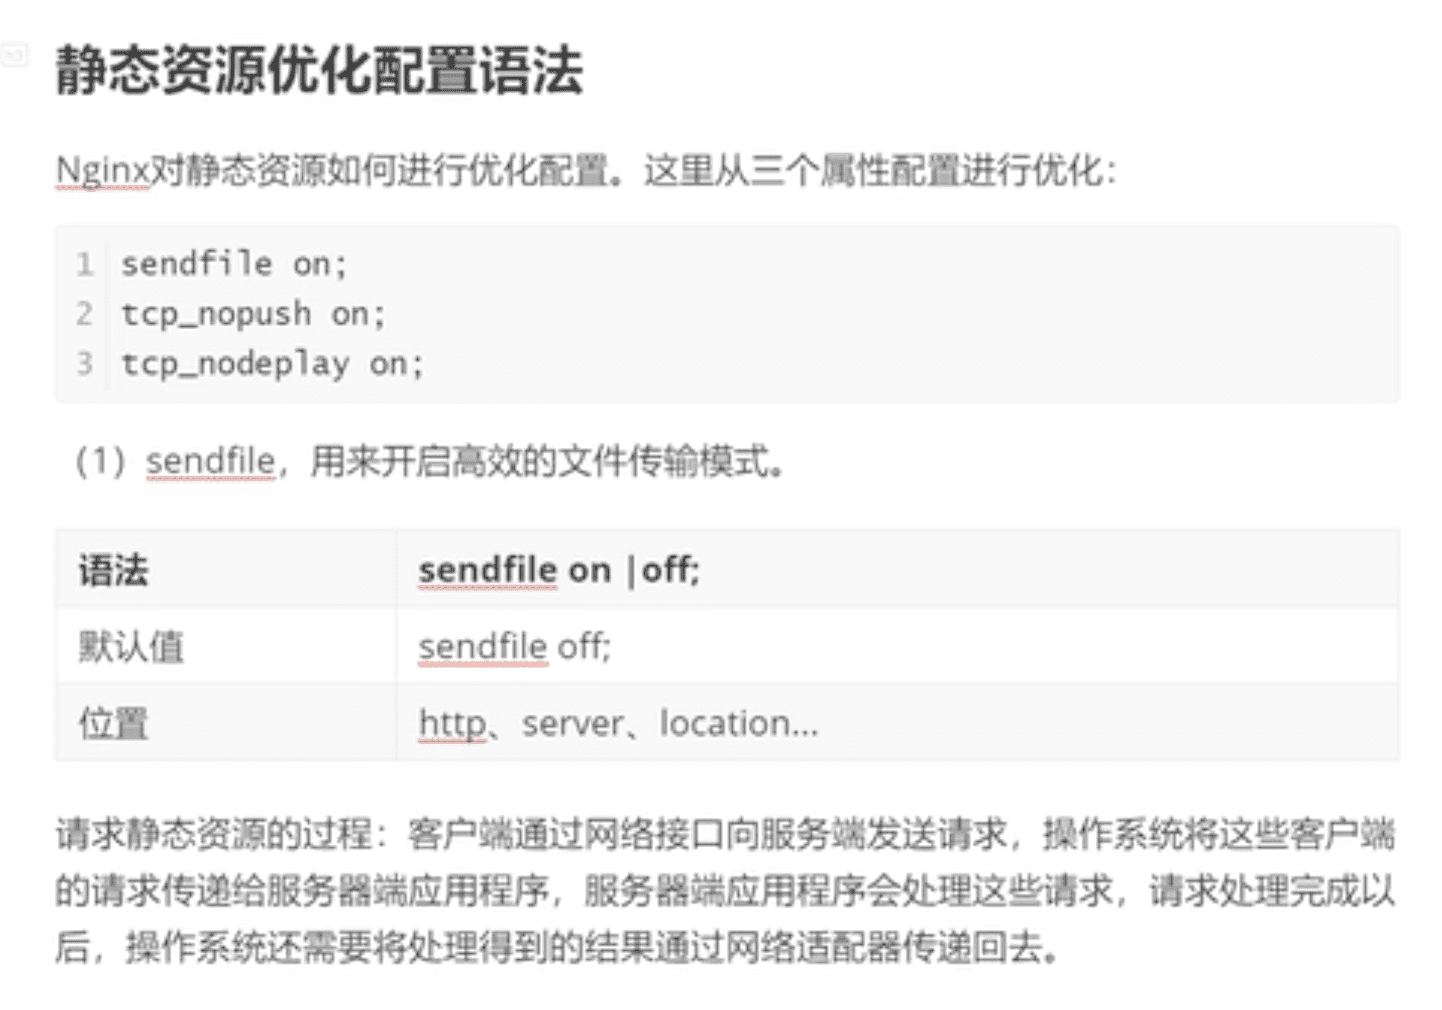 静态资源优化配置语法
Nginx对静态资源如何进行优化配置。这里从三个属性配置进行优化：
1 sendfile on;
2 tcp_nopush on;
3 tcp_nodeplay on;
（1）sendfile，用来开启高效的文件传输模式。
语法 sendfile on |off;
默认值 sendfile off;
位置 http、server、location...
请求静态资源的过程：客户端通过网络接口向服务端发送请求，操作系统将这些客户端
的请求传递给服务器端应用程序，服务器端应用程序会处理这些请求，请求处理完成以
后，操作系统还需要将处理得到的结果通过网络适配器传递回去。